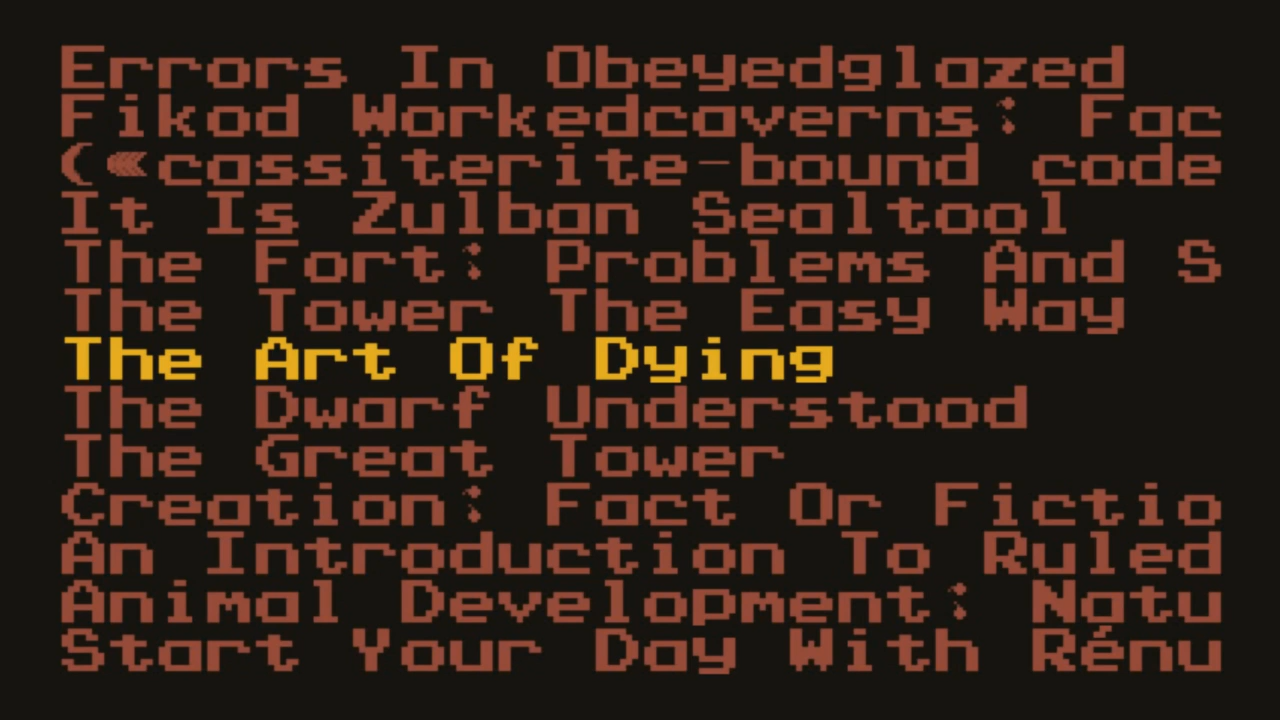 Errors In Obeyedglazed
Fikod Workedcaverns: Fac
(«cassiterite-bound code
It Is Zulban Sealtool
The Fort: Problems And S
The Tower The Easy Way
The Art Of Dying
The Dwarf Understood
The Great Tower
Creation: Fact Or Fictio
An Introduction To Ruled
Animal Development: Natu
Start Your Day With Rénu